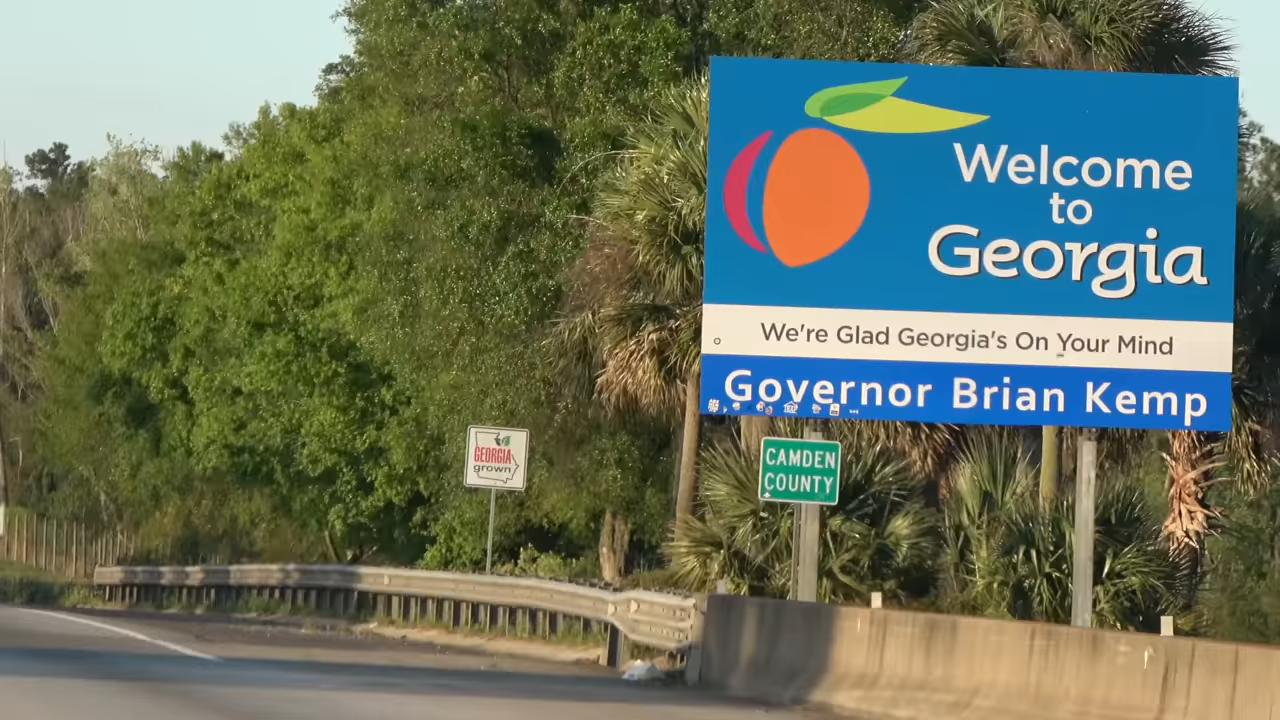 Welcome
to
Georgia
We're Glad Georgia's On Your Mind
Governor Brian Kemp
GEORGIA
grown
CAMDEN
COUNTY